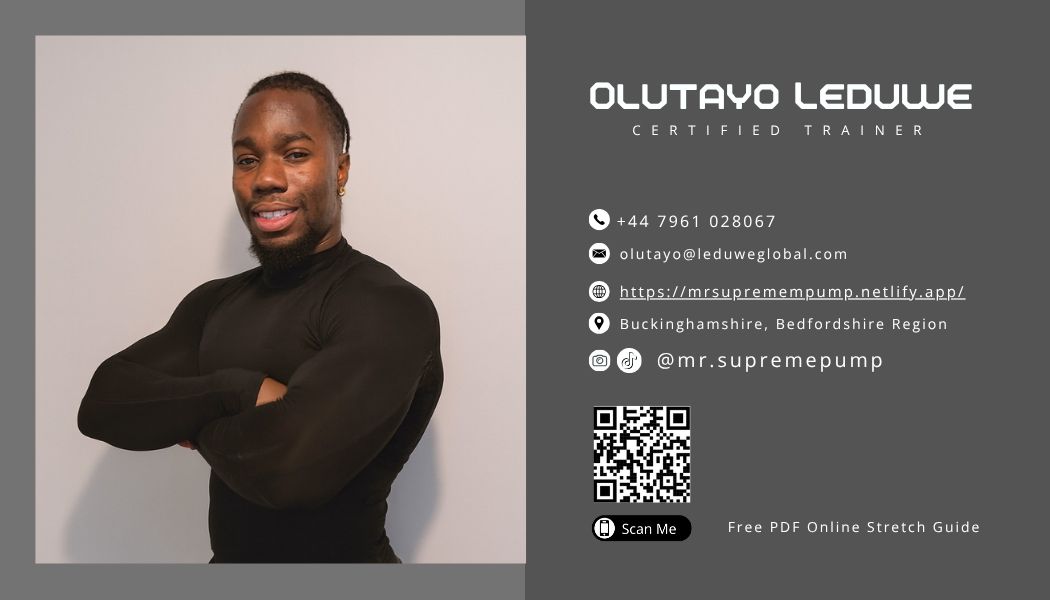 OLUTAYO LEDUWE
CERTIFIED TRAINER
+44 7961 028067
olutayo@leduweglobal.com
https://mrsupremempump.netlify.app/
Buckinghamshire, Bedfordshire Region
@mr.supremepump
Scan Me
Free PDF Online Stretch Guide